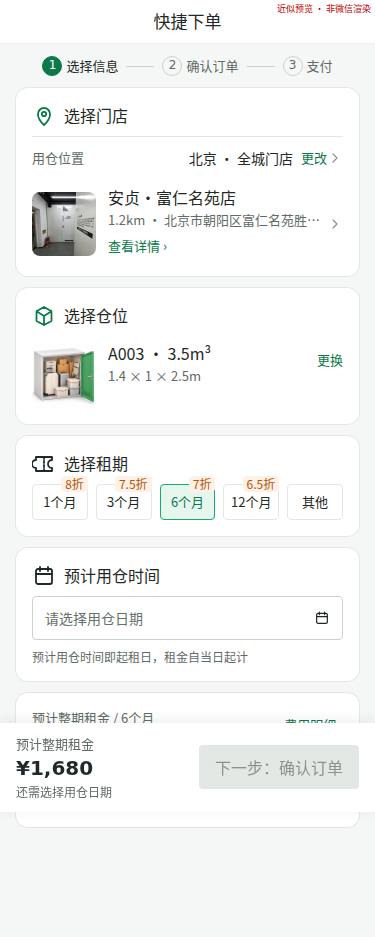 近似预览 · 非微信渲染
快捷下单
1 选择信息 2 确认订单 3 支付
选择门店
用仓位置 北京 · 全城门店 更改
安贞·富仁名苑店
1.2km · 北京市朝阳区富仁名苑胜…
查看详情 ›
选择仓位
A003 · 3.5m³
更换
1.4 × 1 × 2.5m
选择租期
8折 7.5折 7折 6.5折
1个月 3个月 6个月 12个月 其他
预计用仓时间
请选择用仓日期
预计用仓时间即起租日，租金自当日起计
预计整期租金 / 6个月 费用明细
预计整期租金
¥1,680
还需选择用仓日期
下一步：确认订单